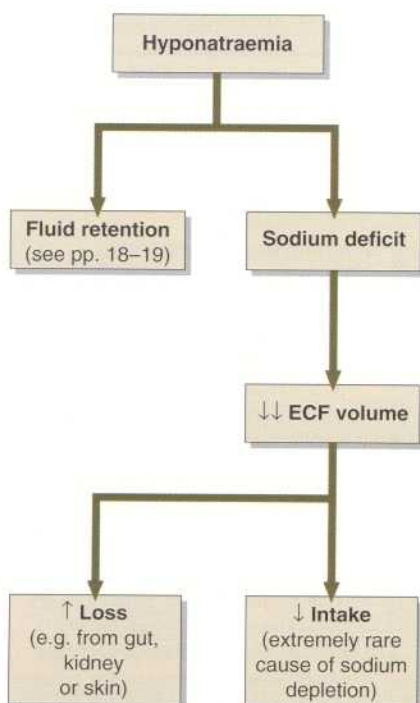 Hyponatraemia
Fluid retention
(see pp. 18–19)
Sodium deficit
↓↓ ECF volume
↑ Loss
(e.g. from gut,
kidney
or skin)
↓ Intake
(extremely rare
cause of sodium
depletion)